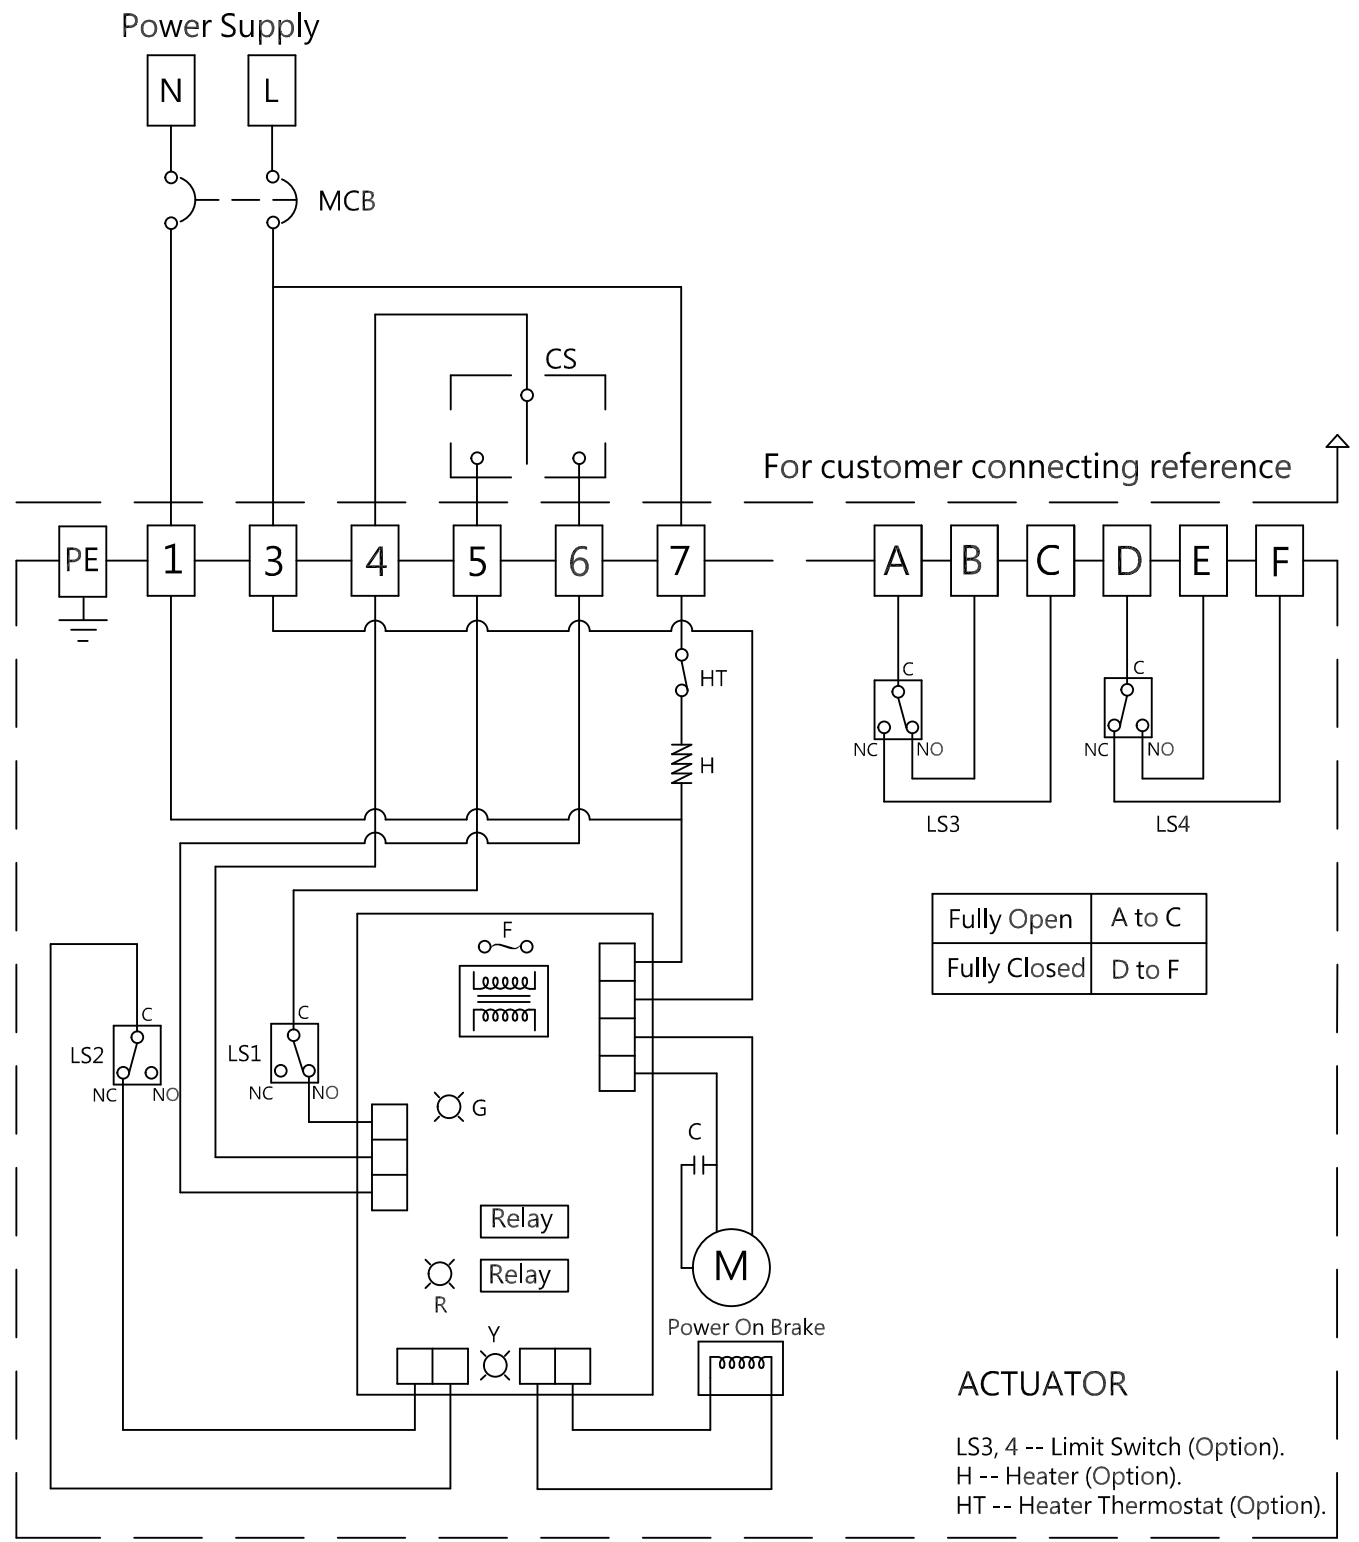 Power Supply
N L
MCB
CS
For customer connecting reference
PE 1 3 4 5 6 7 A B C D E F
HT
H
C
NC NO
LS3
C
NC NO
LS4
Fully Open A to C
Fully Closed D to F
F
C
LS2
NC NO
C
LS1
NC NO
G
C
Relay
Relay
R
M
Power On Brake
Y
ACTUATOR
LS3, 4 -- Limit Switch (Option).
H -- Heater (Option).
HT -- Heater Thermostat (Option).